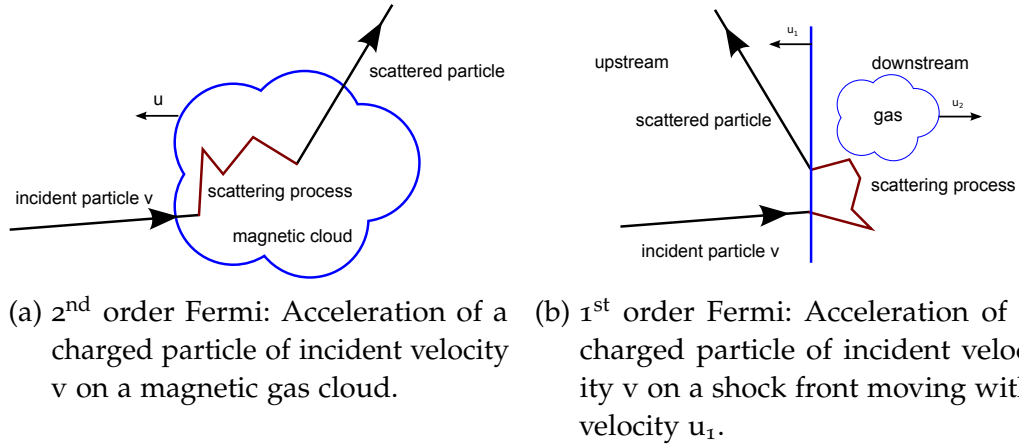 scattered particle
u
scattering process
incident particle v
magnetic cloud
(a) 2nd order Fermi: Acceleration of a
charged particle of incident velocity
v on a magnetic gas cloud.
u1
upstream
downstream
scattered particle
gas
u2
scattering process
incident particle v
(b) 1st order Fermi: Acceleration of
charged particle of incident veloc
ity v on a shock front moving with
velocity u1.